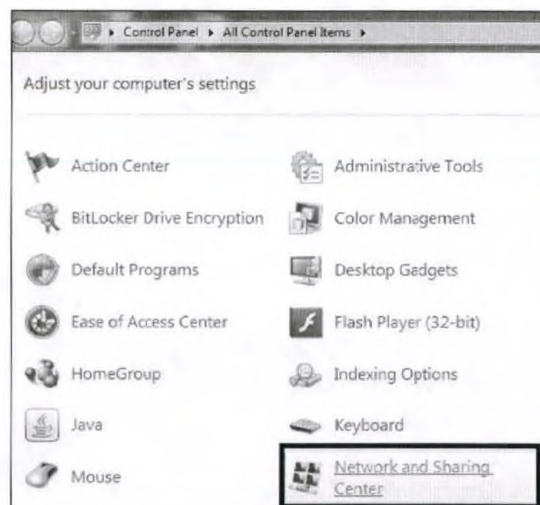 Control Panel ▸ All Control Panel Items ▸
Adjust your computer's settings
Action Center
Administrative Tools
BitLocker Drive Encryption
Color Management
Default Programs
Desktop Gadgets
Ease of Access Center
Flash Player (32-bit)
HomeGroup
Indexing Options
Java
Keyboard
Mouse
Network and Sharing
Center